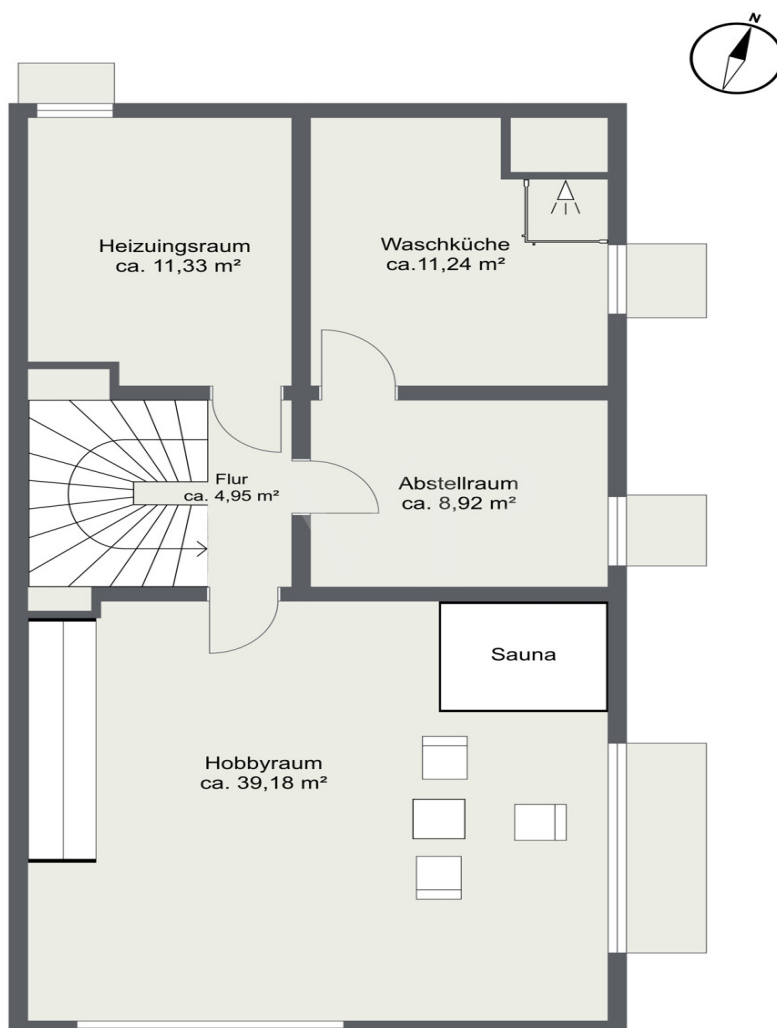 N
Heizuingsraum
ca. 11,33 m²
Waschküche
ca.11,24 m²
Flur
ca. 4,95 m²
Abstellraum
ca. 8,92 m²
Sauna
Hobbyraum
ca. 39,18 m²